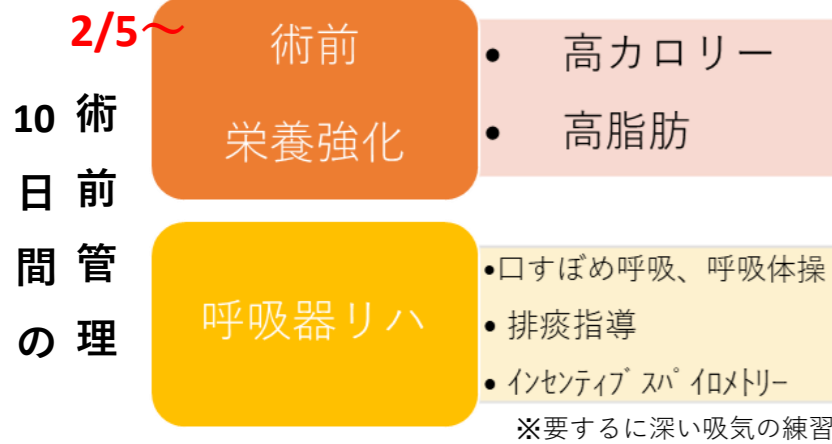 2/5～
10日間の
術前管理
術前
栄養強化
• 高カロリー
• 高脂肪
呼吸器リハ
•口すぼめ呼吸、呼吸体操
• 排痰指導
• ｲﾝｾﾝﾃｨﾌﾞ ｽﾊﾟｲﾛﾒﾄﾘｰ
※要するに深い吸気の練習